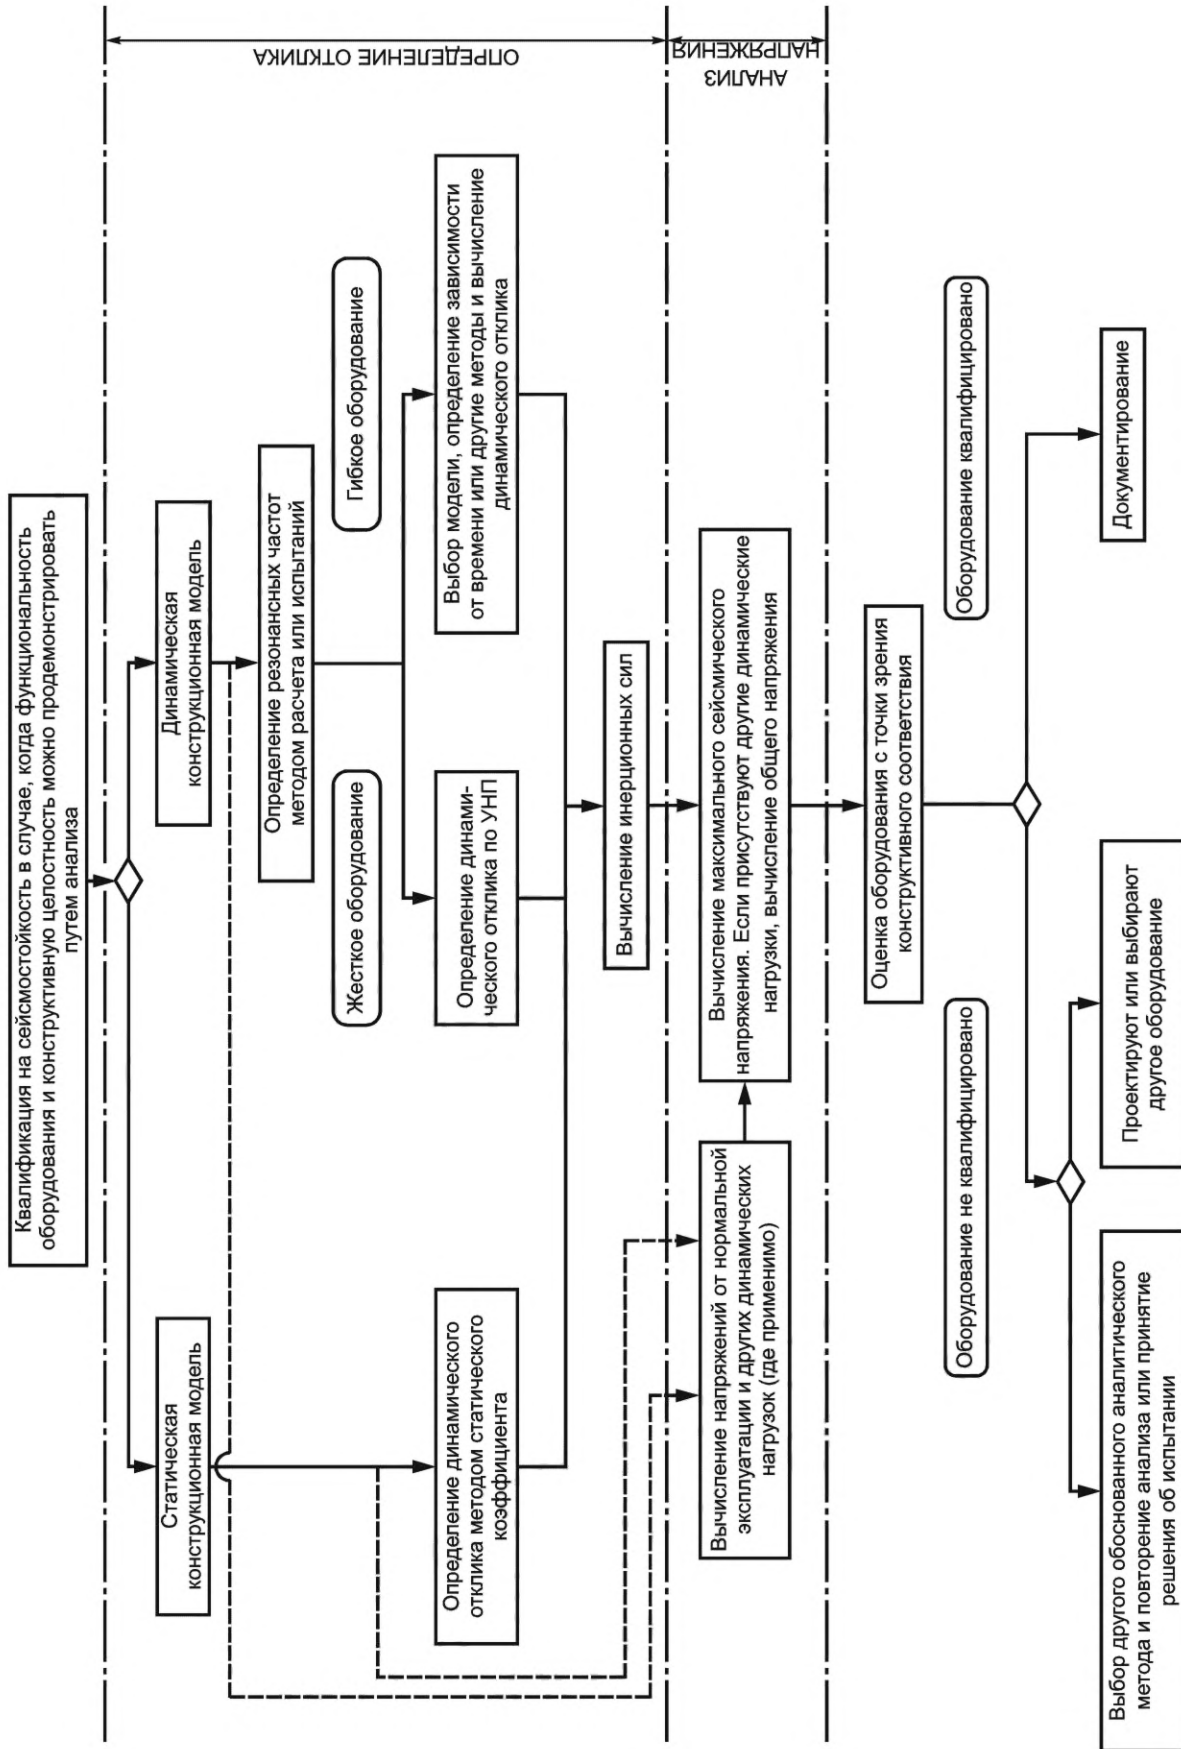 Квалификация на сейсмостойкость в случае, когда функциональность
оборудования и конструктивную целостность можно продемонстрировать
путем анализа
ОПРЕДЕЛЕНИЕ ОТКЛИКА
Статическая
конструкционная модель
Динамическая
конструкционная модель
Определение резонансных частот
методом расчета или испытаний
Жесткое оборудование
Гибкое оборудование
Определение динамического
отклика методом статического
коэффициента
Определение динами-
ческого отклика по УНП
Выбор модели, определение зависимости
от времени или другие методы и вычисление
динамического отклика
Вычисление инерционных сил
АНАЛИЗ
НАПРЯЖЕНИЯ
Вычисление напряжений от нормальной
эксплуатации и других динамических
нагрузок (где применимо)
Вычисление максимального сейсмического
напряжения. Если присутствуют другие динамические
нагрузки, вычисление общего напряжения
Оценка оборудования с точки зрения
конструктивного соответствия
Оборудование не квалифицировано
Оборудование квалифицировано
Выбор другого обоснованного аналитического
метода и повторение анализа или принятие
решения об испытании
Проектируют или выбирают
другое оборудование
Документирование